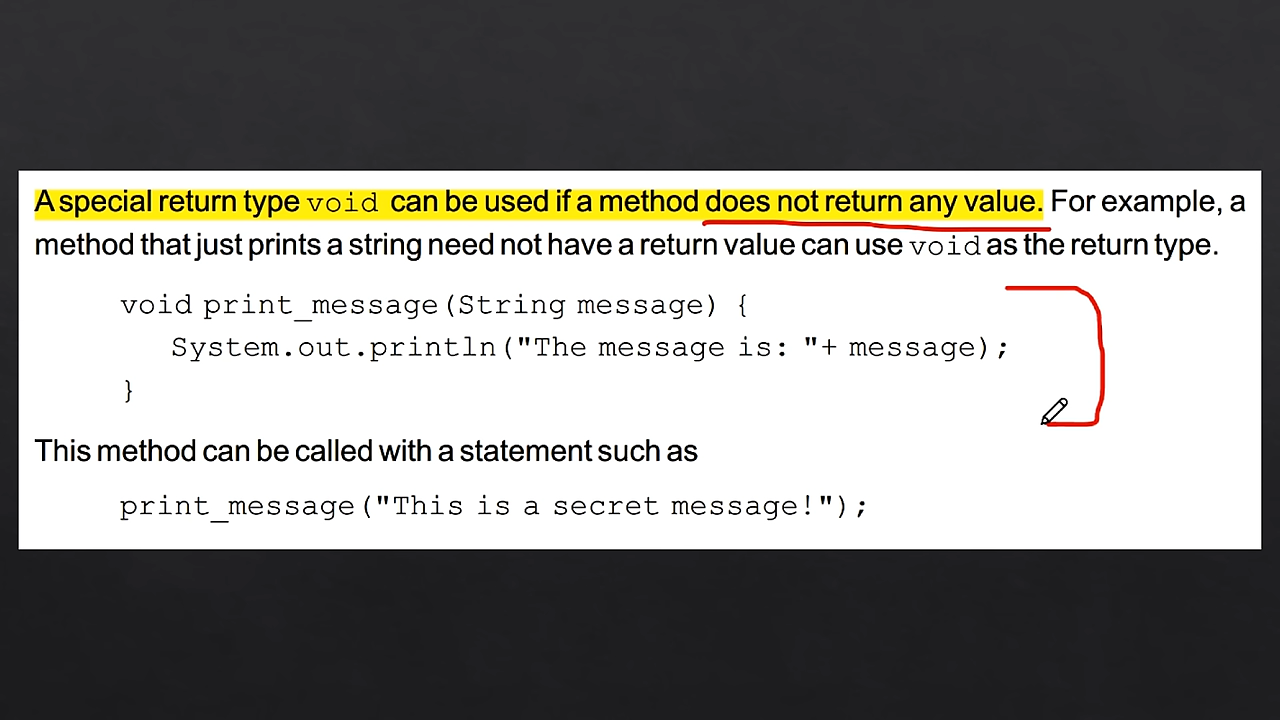 A special return type void can be used if a method does not return any value. For example, a
method that just prints a string need not have a return value can use void as the return type.
void print_message(String message) {
System.out.println("The message is: "+ message);
}
This method can be called with a statement such as
print_message("This is a secret message!");